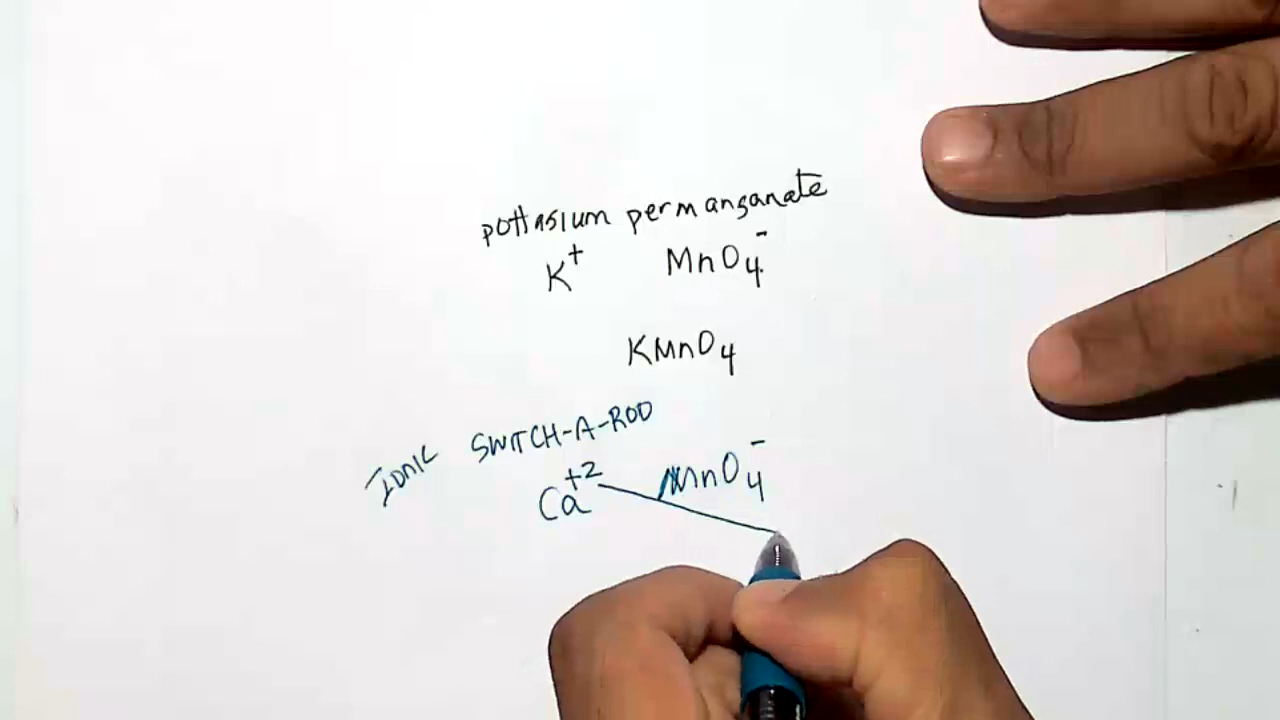 pottasium permanganate
K⁺ MnO₄⁻
KMnO₄
IONIC SWITCH-A-ROO
Ca⁺² MnO₄⁻